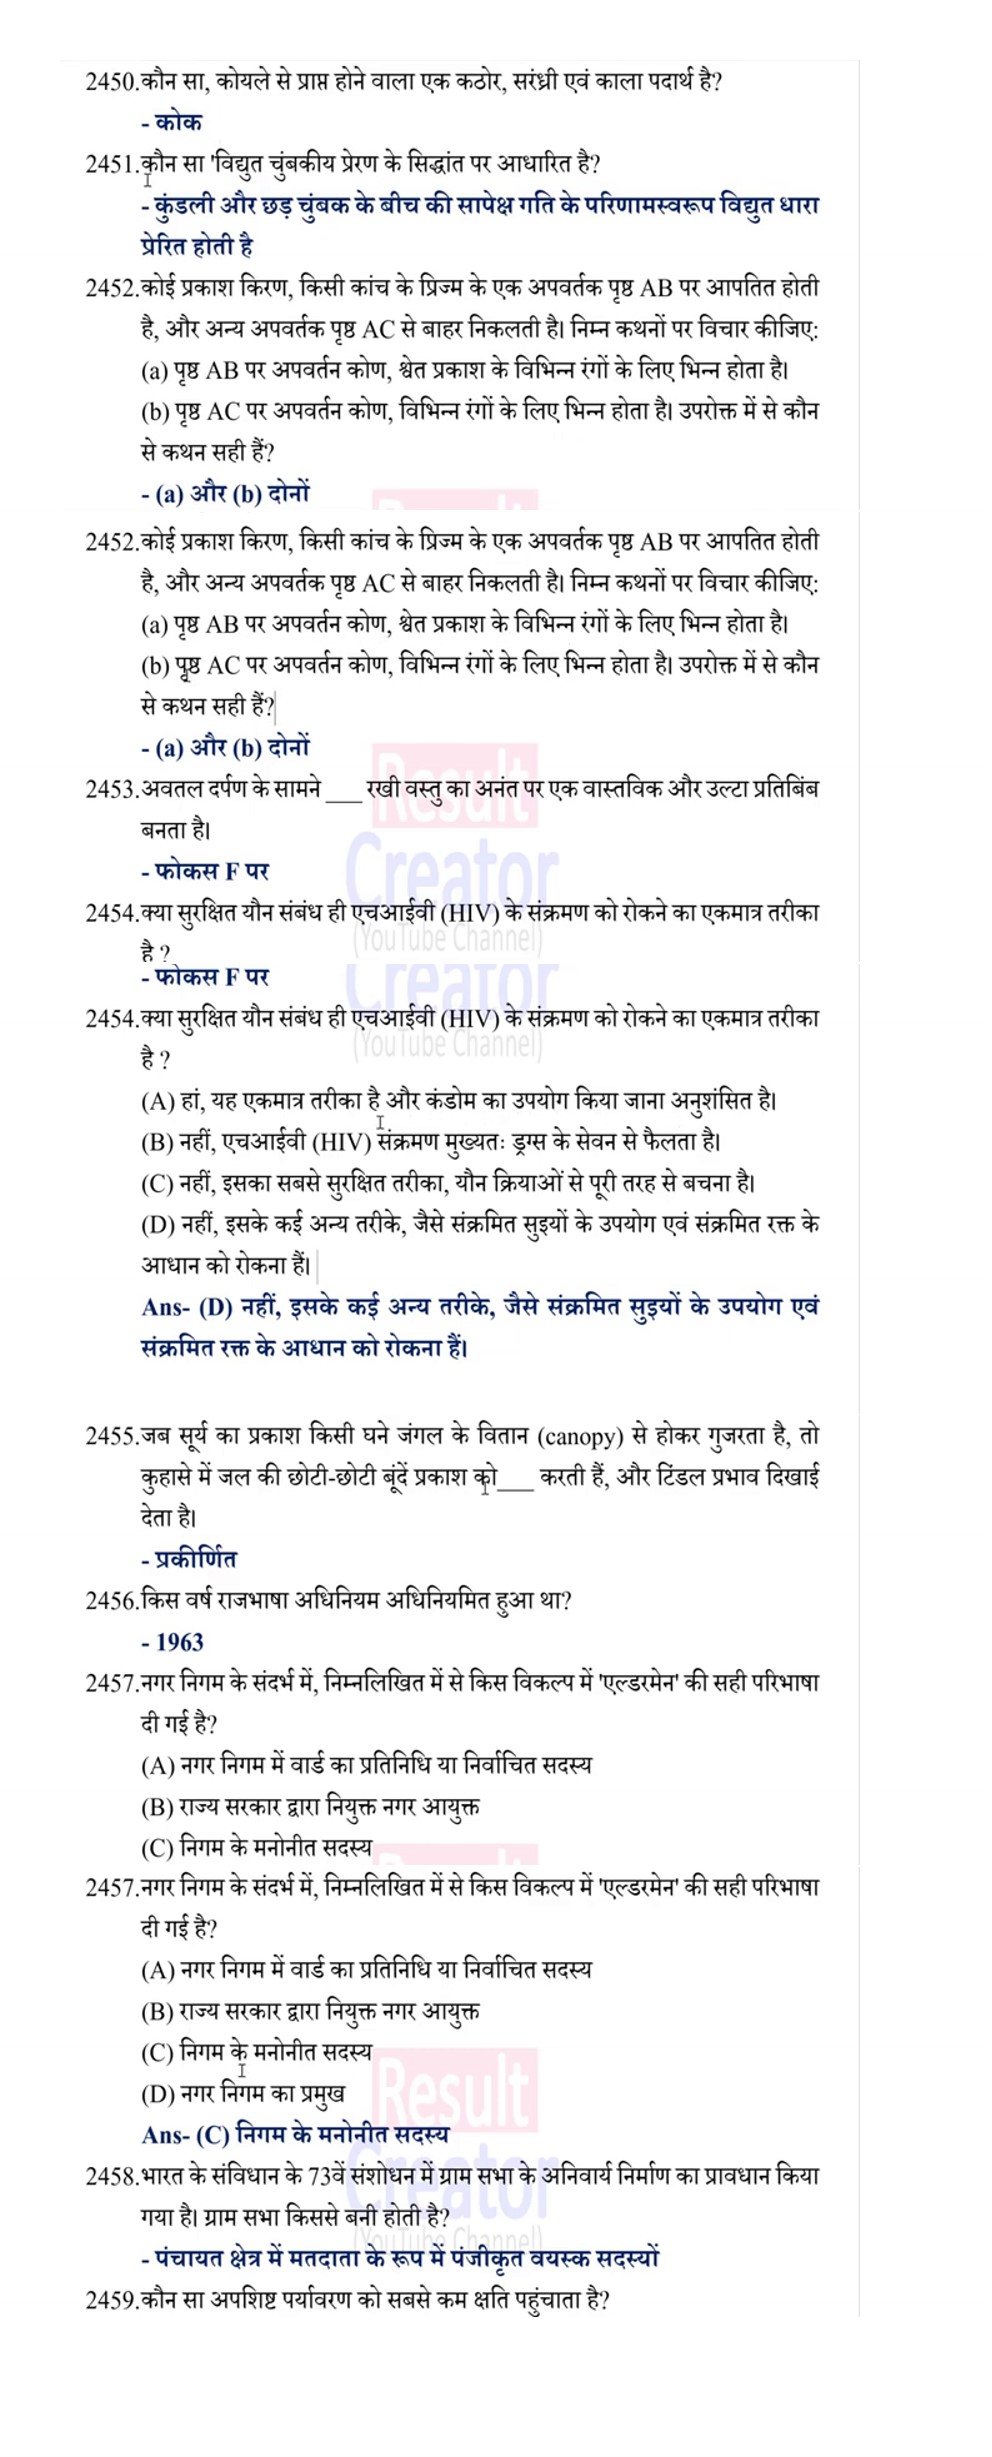 2450.कौन सा, कोयले से प्राप्त होने वाला एक कठोर, सरंध्री एवं काला पदार्थ है?
- कोक
2451.कौन सा 'विद्युत चुंबकीय प्रेरण के सिद्धांत पर आधारित है?
- कुंडली और छड़ चुंबक के बीच की सापेक्ष गति के परिणामस्वरूप विद्युत धारा
प्रेरित होती है
2452.कोई प्रकाश किरण, किसी कांच के प्रिज्म के एक अपवर्तक पृष्ठ AB पर आपतित होती
है, और अन्य अपवर्तक पृष्ठ AC से बाहर निकलती है। निम्न कथनों पर विचार कीजिए:
(a) पृष्ठ AB पर अपवर्तन कोण, श्वेत प्रकाश के विभिन्न रंगों के लिए भिन्न होता है।
(b) पृष्ठ AC पर अपवर्तन कोण, विभिन्न रंगों के लिए भिन्न होता है। उपरोक्त में से कौन
से कथन सही हैं?
- (a) और (b) दोनों
2452.कोई प्रकाश किरण, किसी कांच के प्रिज्म के एक अपवर्तक पृष्ठ AB पर आपतित होती
है, और अन्य अपवर्तक पृष्ठ AC से बाहर निकलती है। निम्न कथनों पर विचार कीजिए:
(a) पृष्ठ AB पर अपवर्तन कोण, श्वेत प्रकाश के विभिन्न रंगों के लिए भिन्न होता है।
(b) पृष्ठ AC पर अपवर्तन कोण, विभिन्न रंगों के लिए भिन्न होता है। उपरोक्त में से कौन
से कथन सही हैं?
- (a) और (b) दोनों
Result
2453.अवतल दर्पण के सामने ___ रखी वस्तु का अनंत पर एक वास्तविक और उल्टा प्रतिबिंब
बनता है।
- फोकस F पर
Creator
2454.क्या सुरक्षित यौन संबंध ही एचआईवी (HIV) के संक्रमण को रोकने का एकमात्र तरीका
(YouTube Channel)
है ?
- फोकस F पर
Creator
2454.क्या सुरक्षित यौन संबंध ही एचआईवी (HIV) के संक्रमण को रोकने का एकमात्र तरीका
(YouTube Channel)
है ?
(A) हां, यह एकमात्र तरीका है और कंडोम का उपयोग किया जाना अनुशंसित है।
(B) नहीं, एचआईवी (HIV) संक्रमण मुख्यतः ड्रग्स के सेवन से फैलता है।
(C) नहीं, इसका सबसे सुरक्षित तरीका, यौन क्रियाओं से पूरी तरह से बचना है।
(D) नहीं, इसके कई अन्य तरीके, जैसे संक्रमित सुइयों के उपयोग एवं संक्रमित रक्त के
आधान को रोकना हैं।
Ans- (D) नहीं, इसके कई अन्य तरीके, जैसे संक्रमित सुइयों के उपयोग एवं
संक्रमित रक्त के आधान को रोकना हैं।
2455.जब सूर्य का प्रकाश किसी घने जंगल के वितान (canopy) से होकर गुजरता है, तो
कुहासे में जल की छोटी-छोटी बूंदें प्रकाश को___ करती हैं, और टिंडल प्रभाव दिखाई
देता है।
- प्रकीर्णित
2456.किस वर्ष राजभाषा अधिनियम अधिनियमित हुआ था?
- 1963
2457.नगर निगम के संदर्भ में, निम्नलिखित में से किस विकल्प में 'एल्डरमेन' की सही परिभाषा
दी गई है?
(A) नगर निगम में वार्ड का प्रतिनिधि या निर्वाचित सदस्य
(B) राज्य सरकार द्वारा नियुक्त नगर आयुक्त
(C) निगम के मनोनीत सदस्य
2457.नगर निगम के संदर्भ में, निम्नलिखित में से किस विकल्प में 'एल्डरमेन' की सही परिभाषा
दी गई है?
(A) नगर निगम में वार्ड का प्रतिनिधि या निर्वाचित सदस्य
(B) राज्य सरकार द्वारा नियुक्त नगर आयुक्त
(C) निगम के मनोनीत सदस्य
(D) नगर निगम का प्रमुख
Result
Ans- (C) निगम के मनोनीत सदस्य
2458.भारत के संविधान के 73वें संशोधन में ग्राम सभा के अनिवार्य निर्माण का प्रावधान किया
Creator
गया है। ग्राम सभा किससे बनी होती है?
(YouTube Channel)
- पंचायत क्षेत्र में मतदाता के रूप में पंजीकृत वयस्क सदस्यों
2459.कौन सा अपशिष्ट पर्यावरण को सबसे कम क्षति पहुंचाता है?